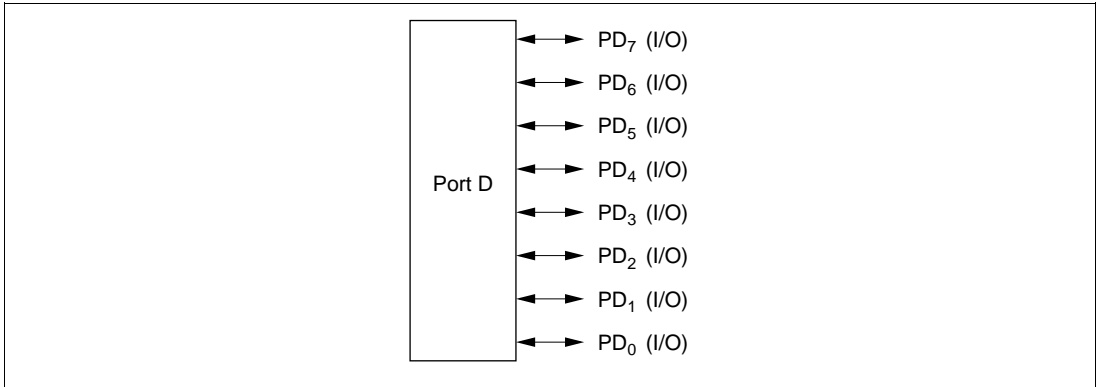 PD₇ (I/O)
PD₆ (I/O)
PD₅ (I/O)
PD₄ (I/O)
Port D
PD₃ (I/O)
PD₂ (I/O)
PD₁ (I/O)
PD₀ (I/O)